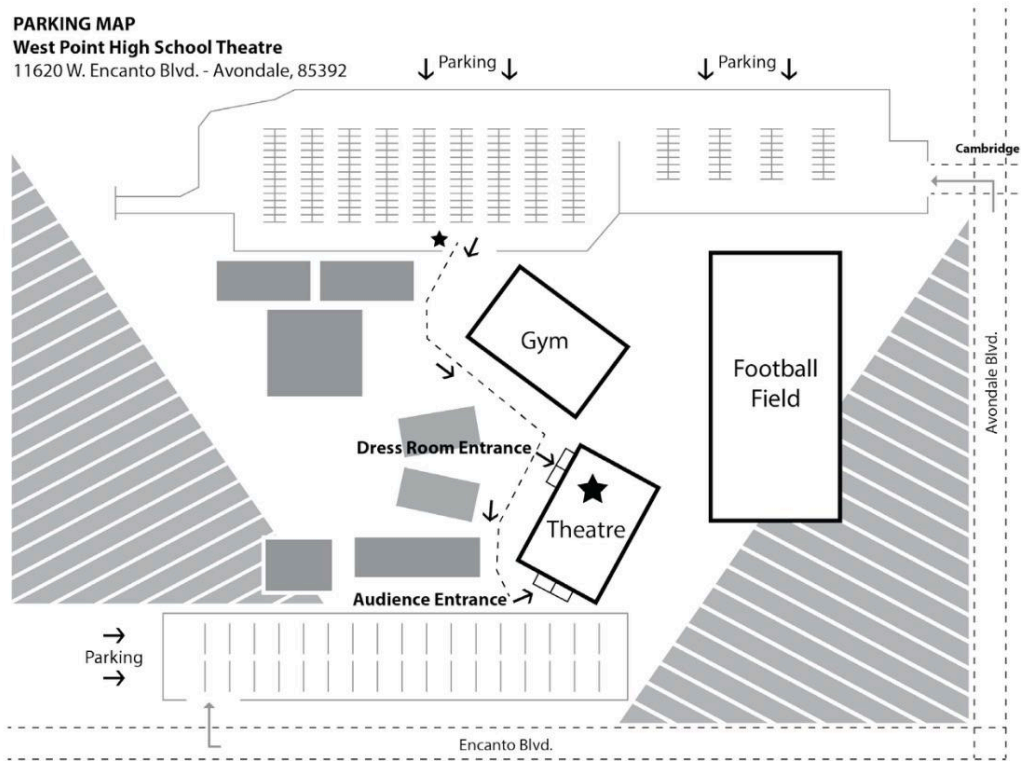 PARKING MAP
West Point High School Theatre
11620 W. Encanto Blvd. - Avondale, 85392
Parking
Parking
Cambridge
Gym
Football
Field
Avondale Blvd.
Dress Room Entrance
Theatre
Audience Entrance
Parking
Encanto Blvd.